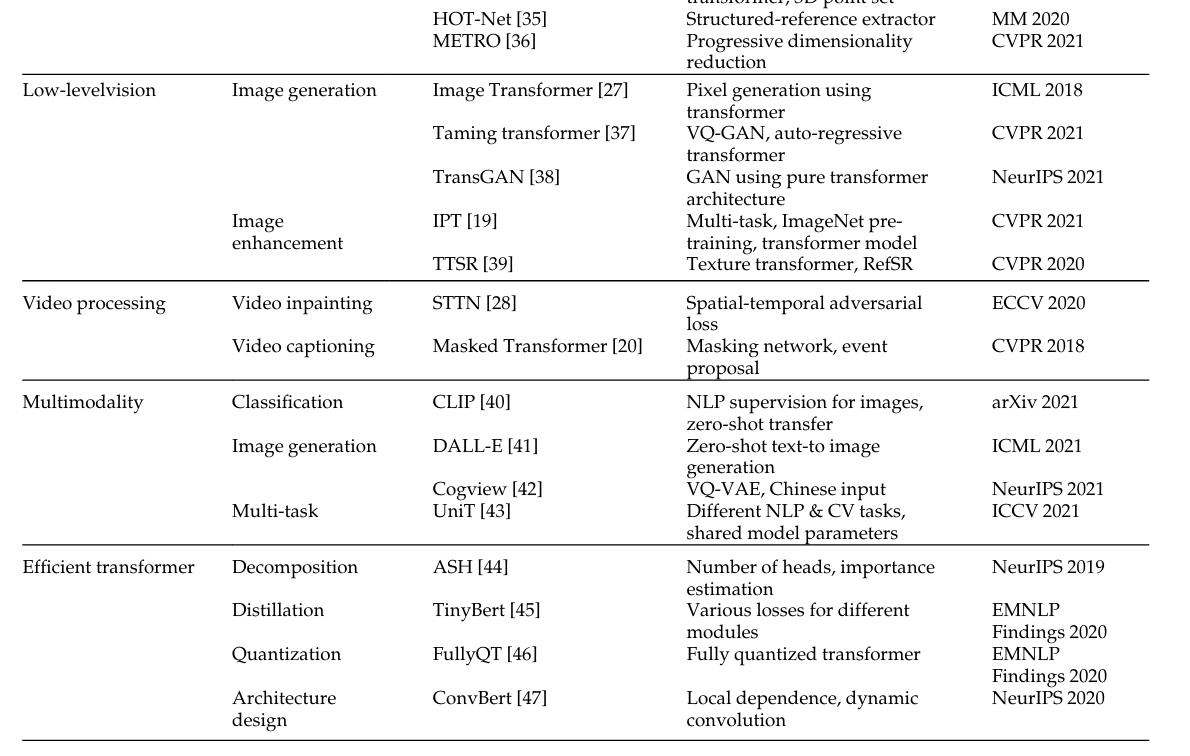 transformer, 3D point set
HOT-Net [35] Structured-reference extractor MM 2020
METRO [36] Progressive dimensionality CVPR 2021
reduction
Low-levelvision Image generation Image Transformer [27] Pixel generation using ICML 2018
transformer
Taming transformer [37] VQ-GAN, auto-regressive CVPR 2021
transformer
TransGAN [38] GAN using pure transformer NeurIPS 2021
architecture
Image IPT [19] Multi-task, ImageNet pre- CVPR 2021
enhancement training, transformer model
TTSR [39] Texture transformer, RefSR CVPR 2020
Video processing Video inpainting STTN [28] Spatial-temporal adversarial ECCV 2020
loss
Video captioning Masked Transformer [20] Masking network, event CVPR 2018
proposal
Multimodality Classification CLIP [40] NLP supervision for images, arXiv 2021
zero-shot transfer
Image generation DALL-E [41] Zero-shot text-to image ICML 2021
generation
Cogview [42] VQ-VAE, Chinese input NeurIPS 2021
Multi-task UniT [43] Different NLP & CV tasks, ICCV 2021
shared model parameters
Efficient transformer Decomposition ASH [44] Number of heads, importance NeurIPS 2019
estimation
Distillation TinyBert [45] Various losses for different EMNLP
modules Findings 2020
Quantization FullyQT [46] Fully quantized transformer EMNLP
Findings 2020
Architecture ConvBert [47] Local dependence, dynamic NeurIPS 2020
design convolution